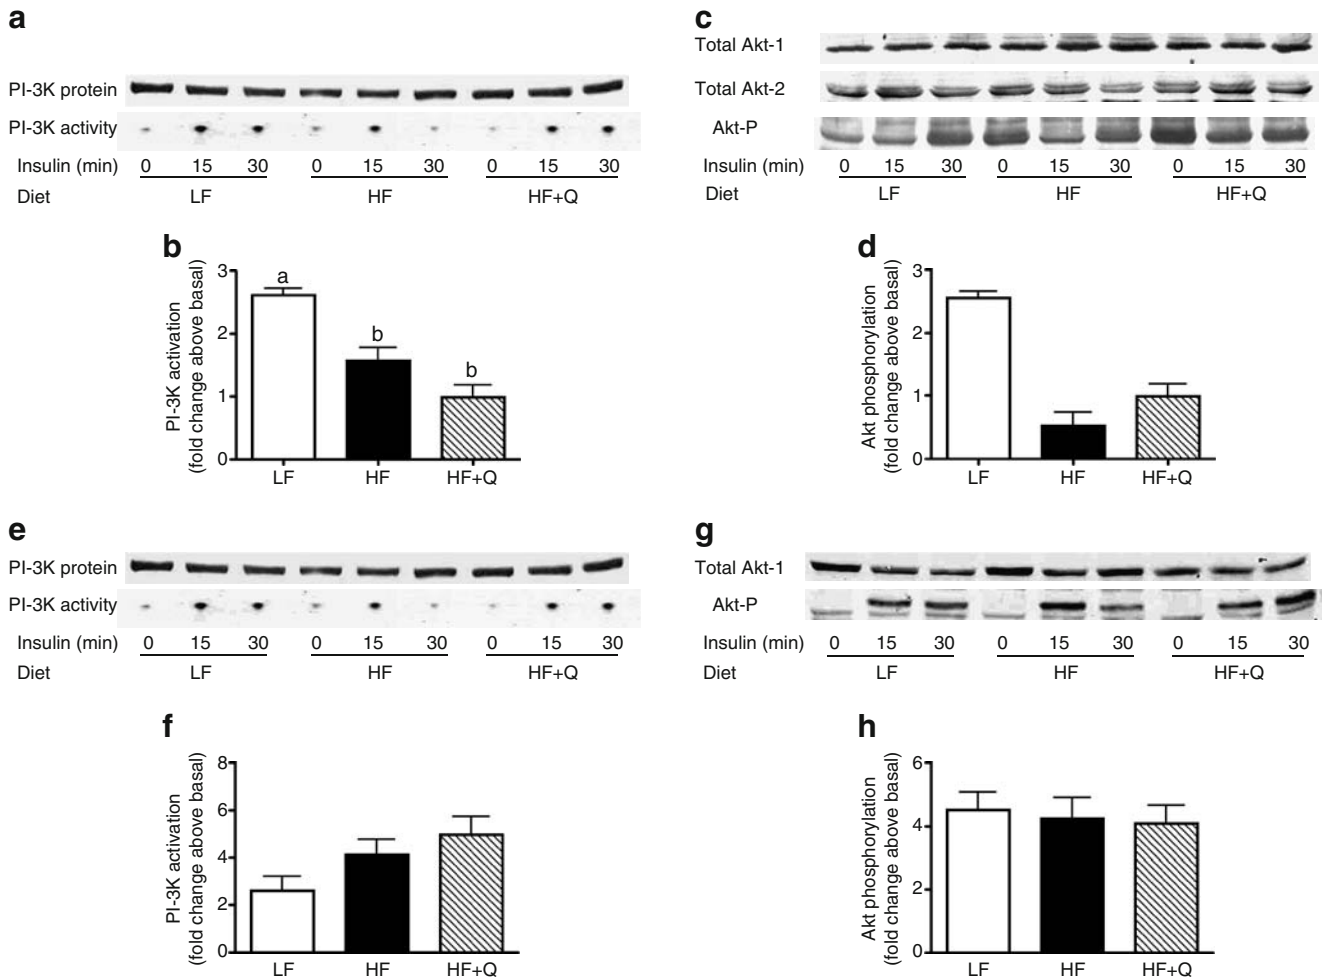 a
PI-3K protein
PI-3K activity
Insulin (min) 0 15 30 0 15 30 0 15 30
Diet LF HF HF+Q
b
PI-3K activation
(fold change above basal)
3
2
1
0
a
b
b
LF HF HF+Q
c
Total Akt-1
Total Akt-2
Akt-P
Insulin (min) 0 15 30 0 15 30 0 15 30
Diet LF HF HF+Q
d
Akt phosphorylation
(fold change above basal)
3
2
1
0
LF HF HF+Q
e
PI-3K protein
PI-3K activity
Insulin (min) 0 15 30 0 15 30 0 15 30
Diet LF HF HF+Q
f
PI-3K activation
(fold change above basal)
8
6
4
2
0
LF HF HF+Q
g
Total Akt-1
Akt-P
Insulin (min) 0 15 30 0 15 30 0 15 30
Diet LF HF HF+Q
h
Akt phosphorylation
(fold change above basal)
6
4
2
0
LF HF HF+Q